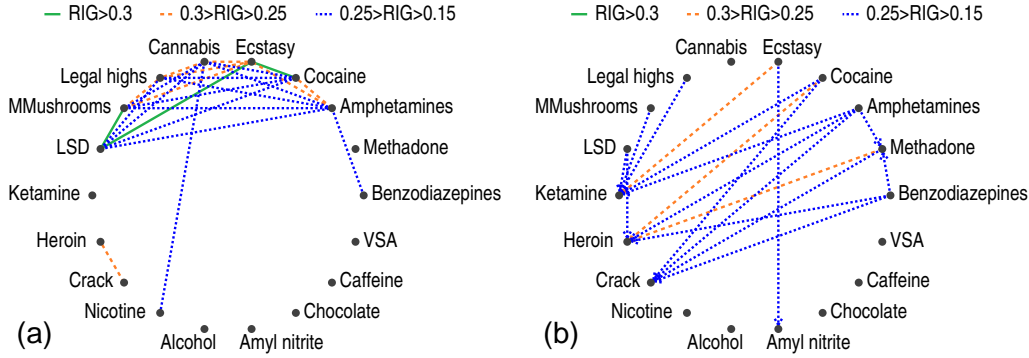 RIG>0.3 0.3>RIG>0.25 0.25>RIG>0.15
Cannabis Ecstasy
Legal highs Cocaine
MMushrooms Amphetamines
LSD Methadone
Ketamine Benzodiazepines
Heroin VSA
Crack Caffeine
Nicotine Chocolate
(a) Alcohol Amyl nitrite
RIG>0.3 0.3>RIG>0.25 0.25>RIG>0.15
Cannabis Ecstasy
Legal highs Cocaine
MMushrooms Amphetamines
LSD Methadone
Ketamine Benzodiazepines
Heroin VSA
Crack Caffeine
Nicotine Chocolate
(b) Alcohol Amyl nitrite